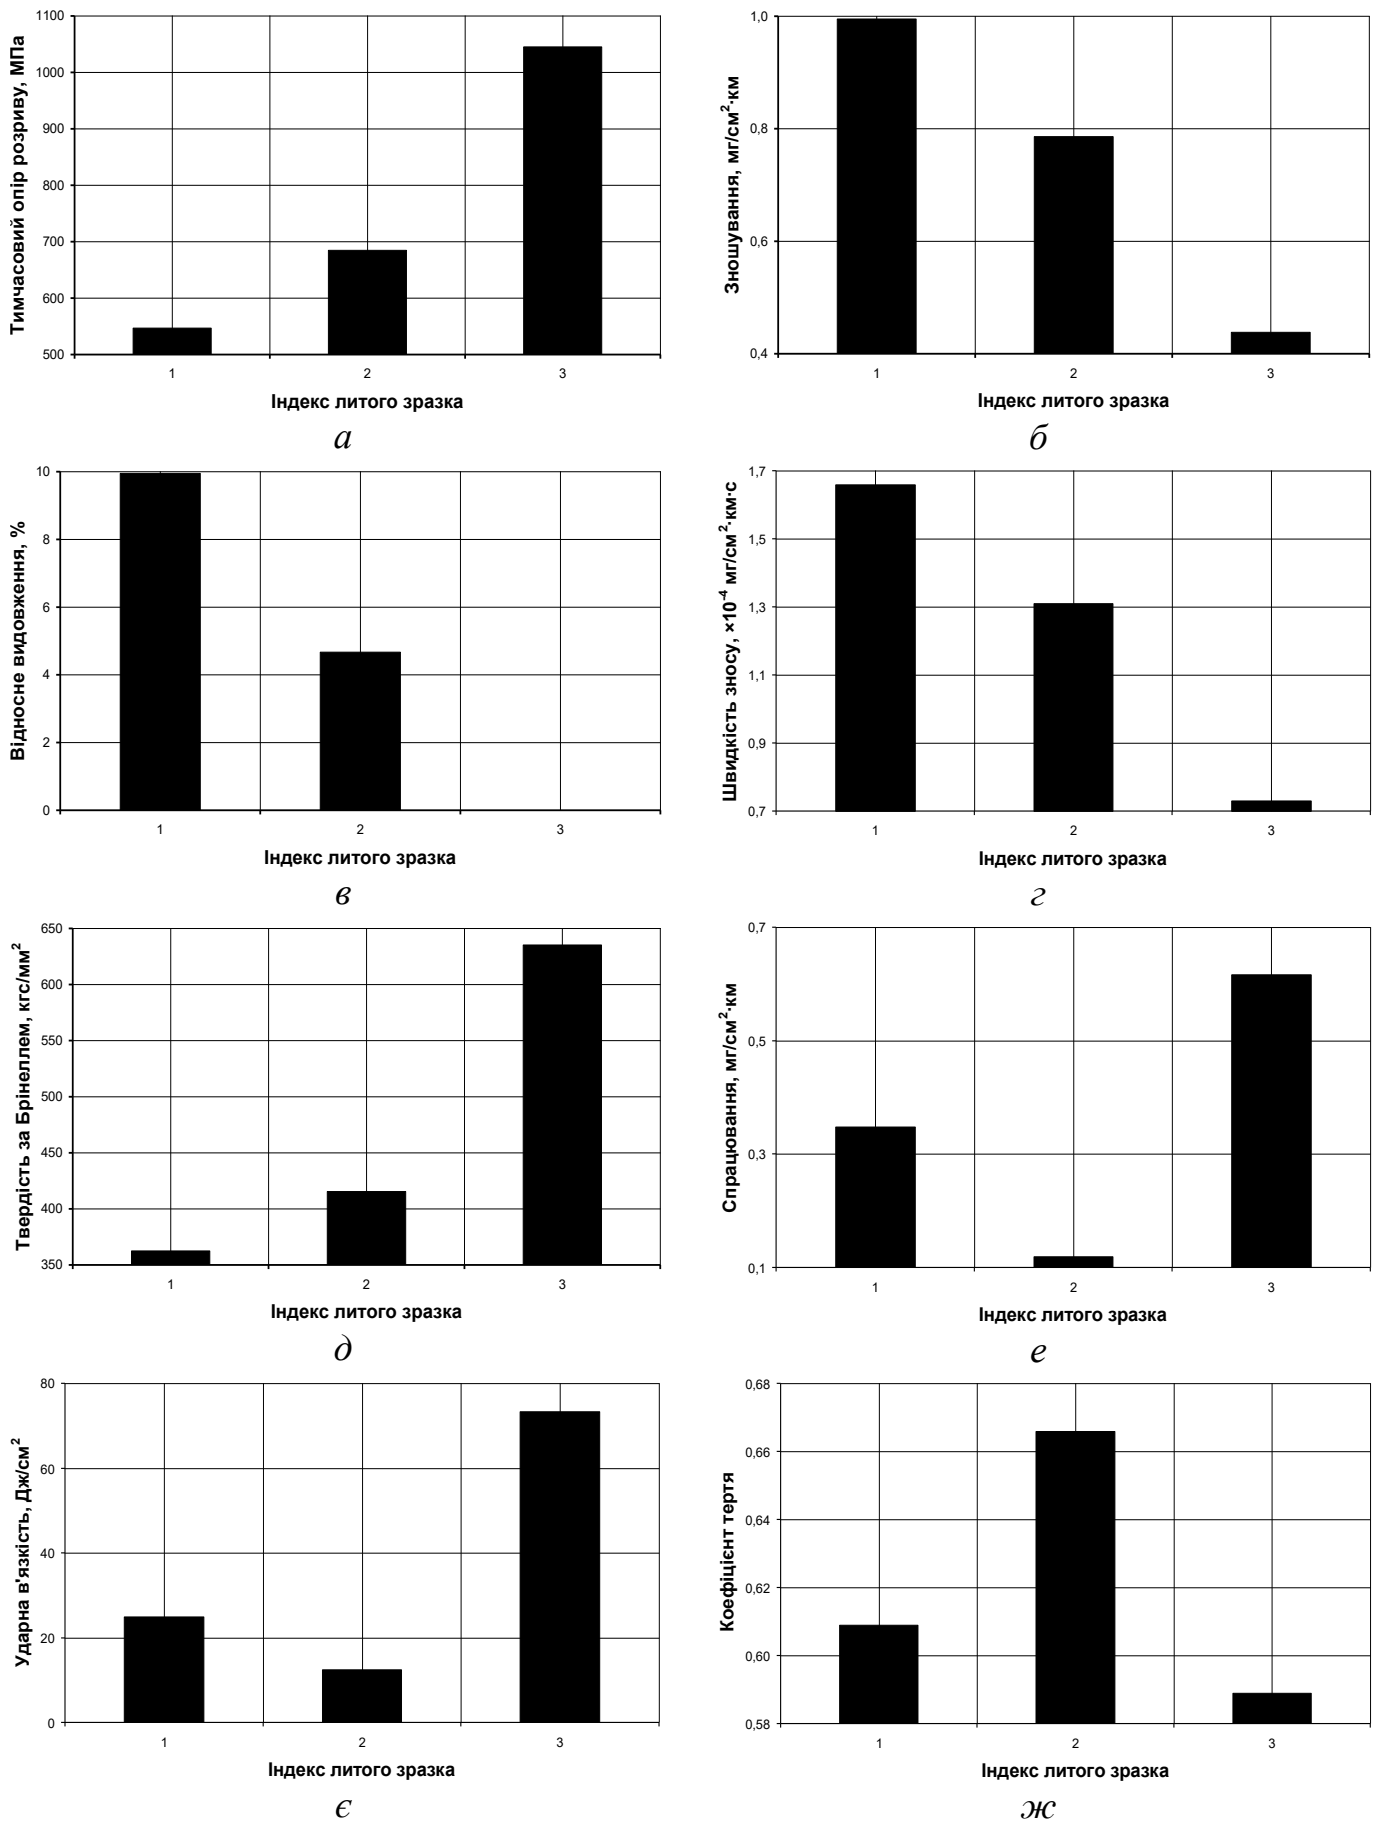 Тимчасовий опір розриву, МПа
1100
1000
900
800
700
600
500
1 2 3
Індекс литого зразка
а
Зношування, мг/см²·км
1,0
0,8
0,6
0,4
1 2 3
Індекс литого зразка
б
Відносне видовження, %
10
8
6
4
2
0
1 2 3
Індекс литого зразка
в
Швидкість зносу, ×10⁻⁴ мг/см²·км·с
1,7
1,5
1,3
1,1
0,9
0,7
1 2 3
Індекс литого зразка
г
Твердість за Брінеллем, кгс/мм²
650
600
550
500
450
400
350
1 2 3
Індекс литого зразка
д
Спрацювання, мг/см²·км
0,7
0,5
0,3
0,1
1 2 3
Індекс литого зразка
е
Ударна в'язкість, Дж/см²
80
60
40
20
0
1 2 3
Індекс литого зразка
є
Коефіцієнт тертя
0,68
0,66
0,64
0,62
0,60
0,58
1 2 3
Індекс литого зразка
ж